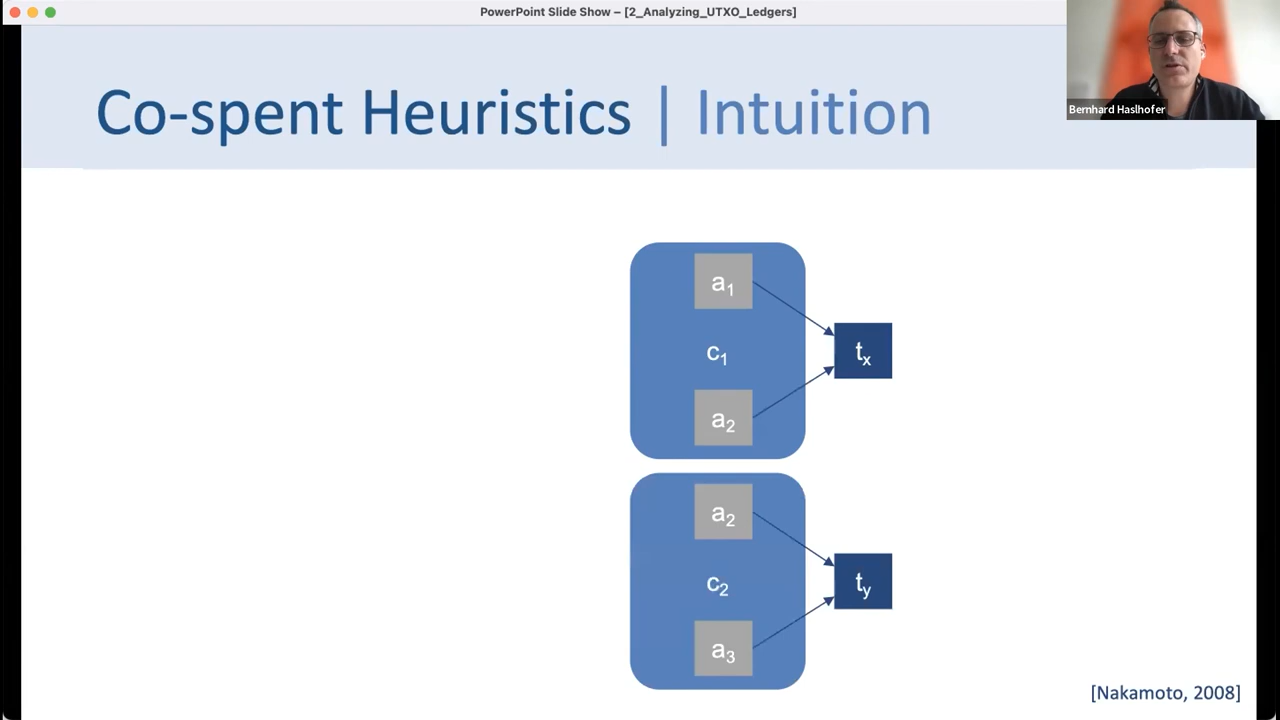 PowerPoint Slide Show – [2_Analyzing_UTXO_Ledgers]
Bernhard Haslhofer
Co-spent Heuristics | Intuition
a₁
c₁
tₓ
a₂
a₂
c₂
t_y
a₃
[Nakamoto, 2008]